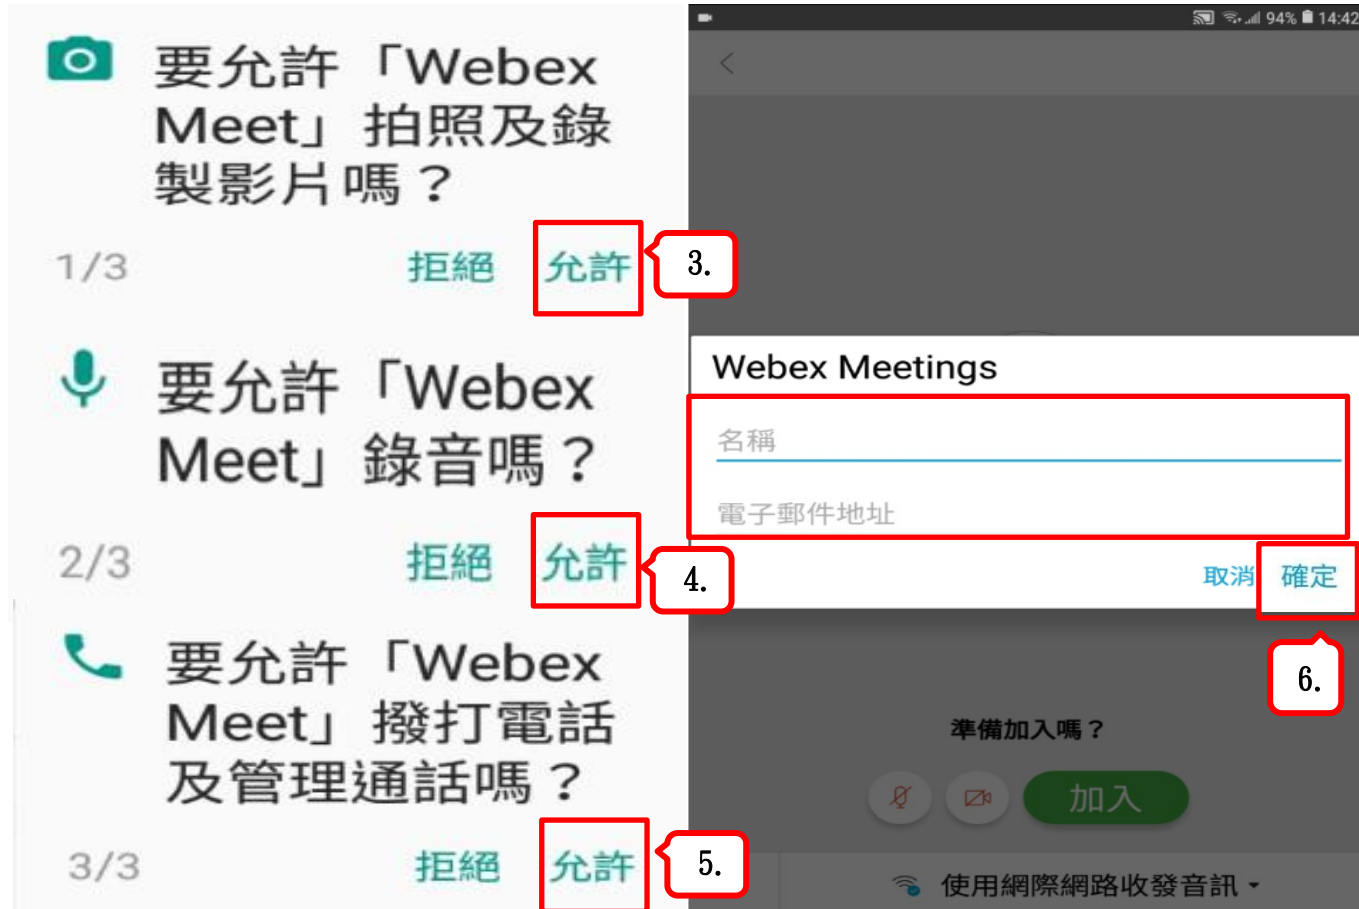 要允許「Webex
Meet」拍照及錄
製影片嗎？
1/3
拒絕
允許
3.
要允許「Webex
Meet」錄音嗎？
2/3
拒絕
允許
4.
要允許「Webex
Meet」撥打電話
及管理通話嗎？
3/3
拒絕
允許
5.
94%
14:42
Webex Meetings
名稱
電子郵件地址
取消
確定
6.
準備加入嗎？
加入
使用網際網路收發音訊